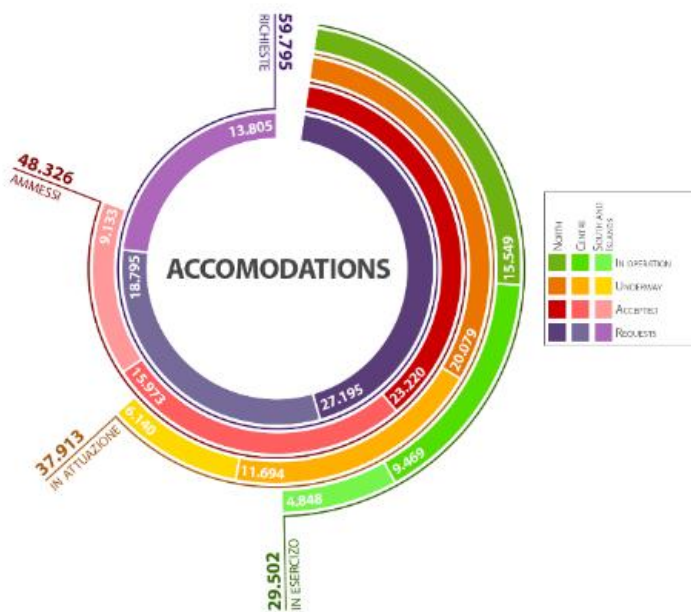 59.795
RICHIESTE
13.805
48.326
AMMESSI
9.133
18.795
ACCOMODATIONS
15.549
20.079
23.220
27.195
15.973
6.140
11.694
9.469
4.848
37.913
IN ATTUAZIONE
29.502
IN ESERCIZO
NORTH
CENTRE
SOUTH AND
ISLANDS
IN OPERATION
UNDERWAY
ACCEPTED
REQUESTS